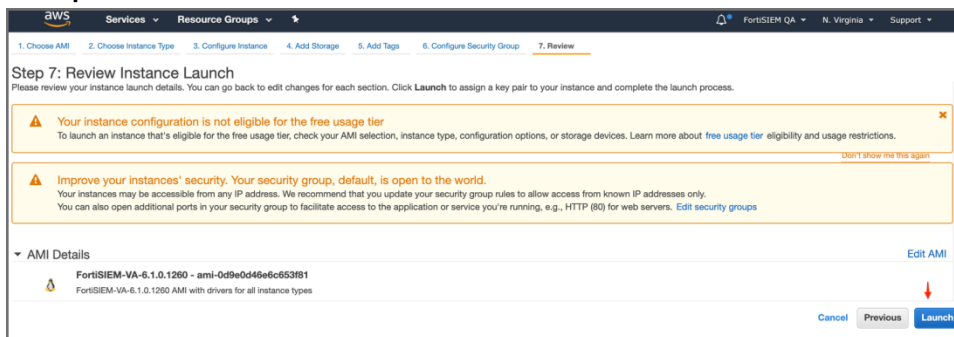 aws Services Resource Groups FortiSIEM QA N. Virginia Support
1. Choose AMI 2. Choose Instance Type 3. Configure Instance 4. Add Storage 5. Add Tags 6. Configure Security Group 7. Review
Step 7: Review Instance Launch
Please review your instance launch details. You can go back to edit changes for each section. Click Launch to assign a key pair to your instance and complete the launch process.
Your instance configuration is not eligible for the free usage tier
To launch an instance that's eligible for the free usage tier, check your AMI selection, instance type, configuration options, or storage devices. Learn more about free usage tier eligibility and usage restrictions.
Don't show me this again
Improve your instances' security. Your security group, default, is open to the world.
Your instances may be accessible from any IP address. We recommend that you update your security group rules to allow access from known IP addresses only.
You can also open additional ports in your security group to facilitate access to the application or service you're running, e.g., HTTP (80) for web servers. Edit security groups
AMI Details Edit AMI
FortiSIEM-VA-6.1.0.1260 - ami-0d9e0d46e6c653f81
FortiSIEM-VA-6.1.0.1260 AMI with drivers for all instance types
Cancel Previous Launch